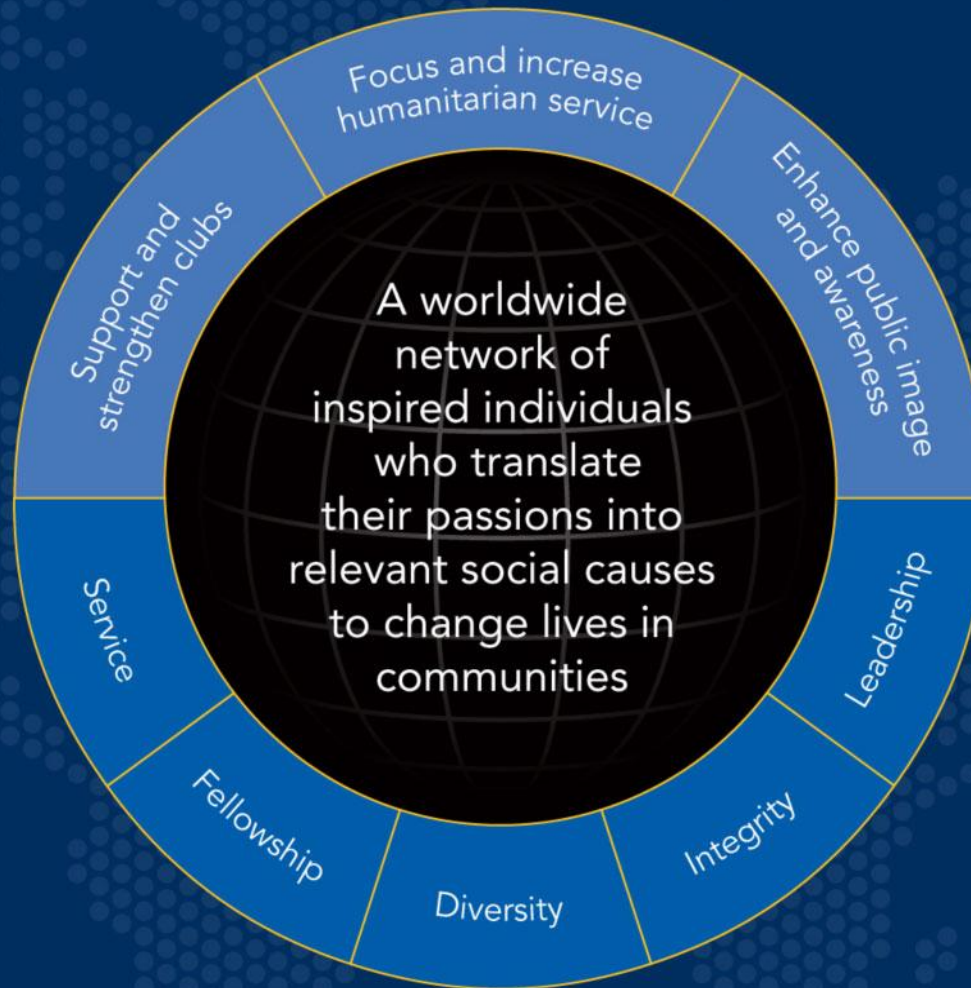 Focus and increase
humanitarian service
Enhance public image
and awareness
Support and
strengthen clubs
A worldwide
network of
inspired individuals
who translate
their passions into
relevant social causes
to change lives in
communities
Service
Fellowship
Diversity
Integrity
Leadership